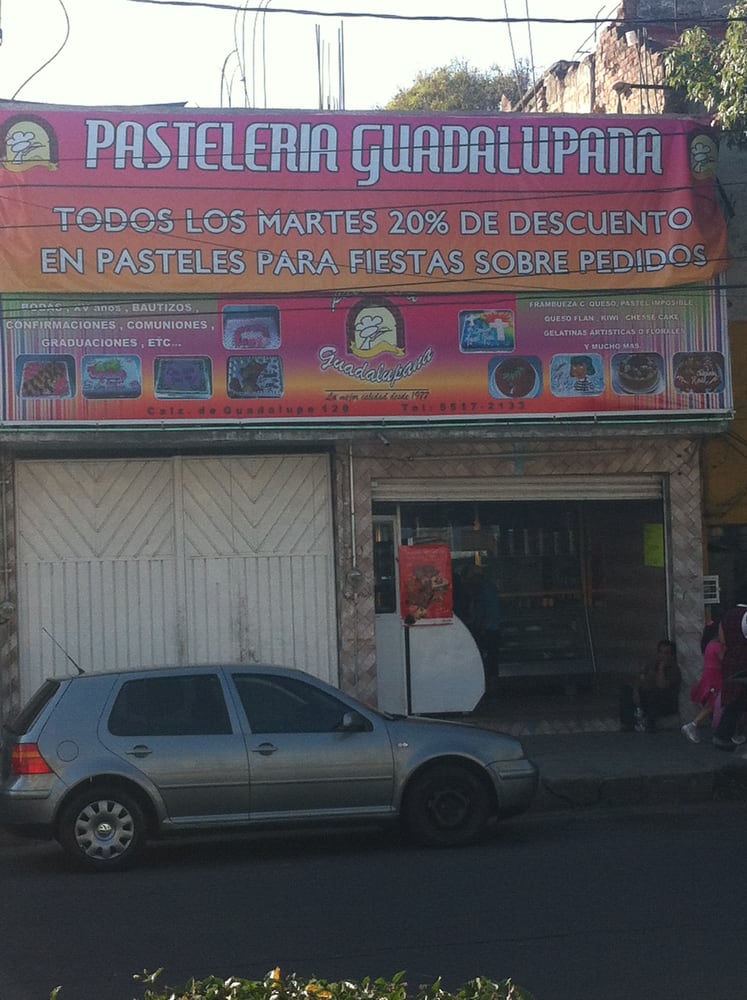 PASTELERIA GUADALUPANA
TODOS LOS MARTES 20% DE DESCUENTO
EN PASTELES PARA FIESTAS SOBRE PEDIDOS
BODAS, XV años, BAUTIZOS,
CONFIRMACIONES, COMUNIONES,
GRADUACIONES, ETC...
Guadalupana
La mejor calidad desde 1977
FRAMBUEZA C QUESO, PASTEL IMPOSIBLE
QUESO FLAN, KIWI CHESSE CAKE
GELATINAS ARTISTICAS O FLORALES
Y MUCHO MAS.
Calz. de Guadalupe 129 Tel: 5517-2133